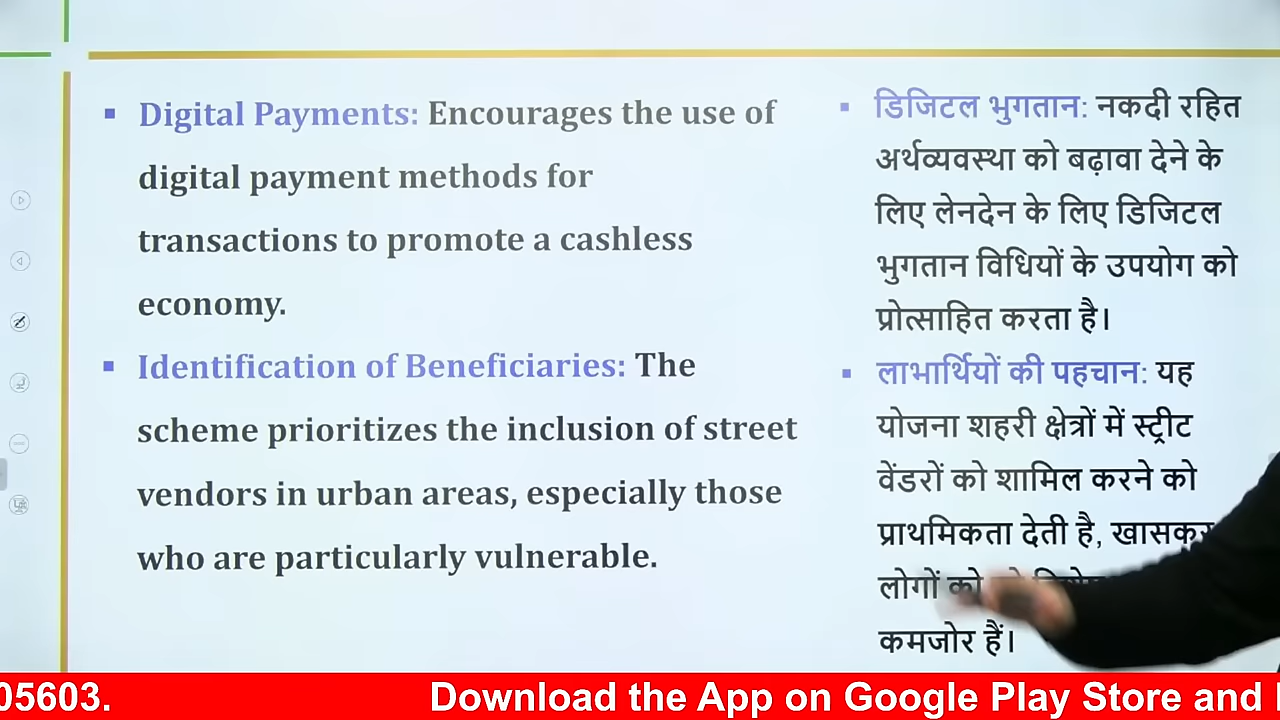 Digital Payments: Encourages the use of
digital payment methods for
transactions to promote a cashless
economy.
Identification of Beneficiaries: The
scheme prioritizes the inclusion of street
vendors in urban areas, especially those
who are particularly vulnerable.
डिजिटल भुगतान: नकदी रहित
अर्थव्यवस्था को बढ़ावा देने के
लिए लेनदेन के लिए डिजिटल
भुगतान विधियों के उपयोग को
प्रोत्साहित करता है।
लाभार्थियों की पहचान: यह
योजना शहरी क्षेत्रों में स्ट्रीट
वेंडरों को शामिल करने को
प्राथमिकता देती है, खासकर
लोगों को
कमजोर हैं।
05603. Download the App on Google Play Store and